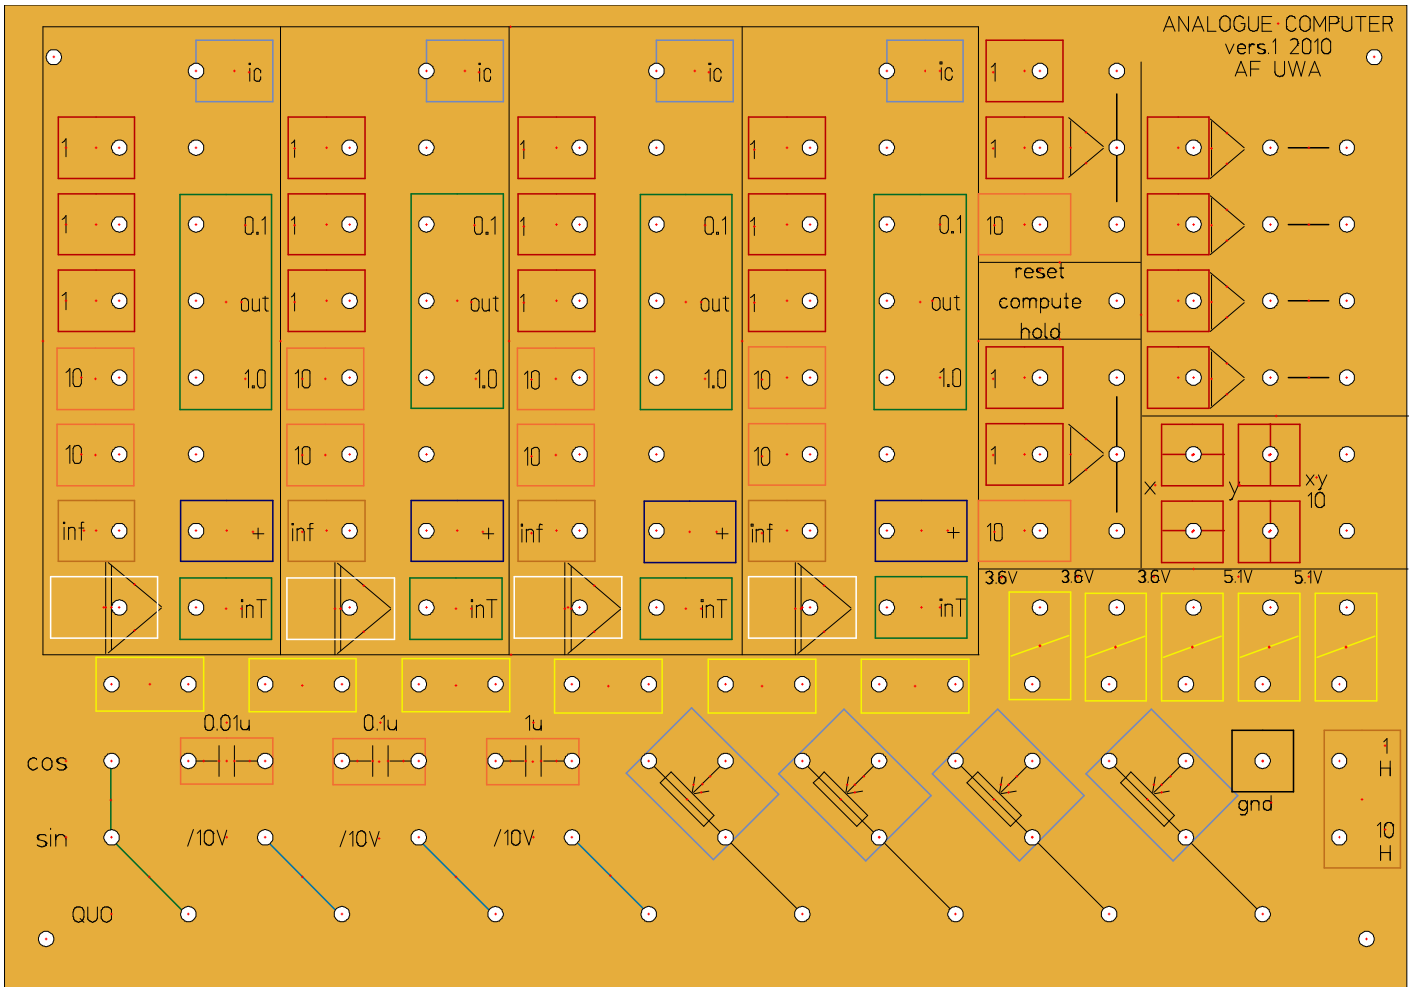 ANALOGUE COMPUTER
vers.1 2010
AF UWA
ic ic ic ic 1
1 1 1 1 1
1 0.1 1 0.1 1 0.1 1 0.1 10
reset
1 out 1 out 1 out 1 out compute
hold
10 1.0 10 1.0 10 1.0 10 1.0 1
10 10 10 10 1
x y xy
10
inf + inf + inf + inf + 10
3.6V 3.6V 3.6V 5.1V 5.1V
inT inT inT inT
0.01u 0.1u 1u
1
H
cos
gnd
sin /10V /10V /10V
10
H
QUO